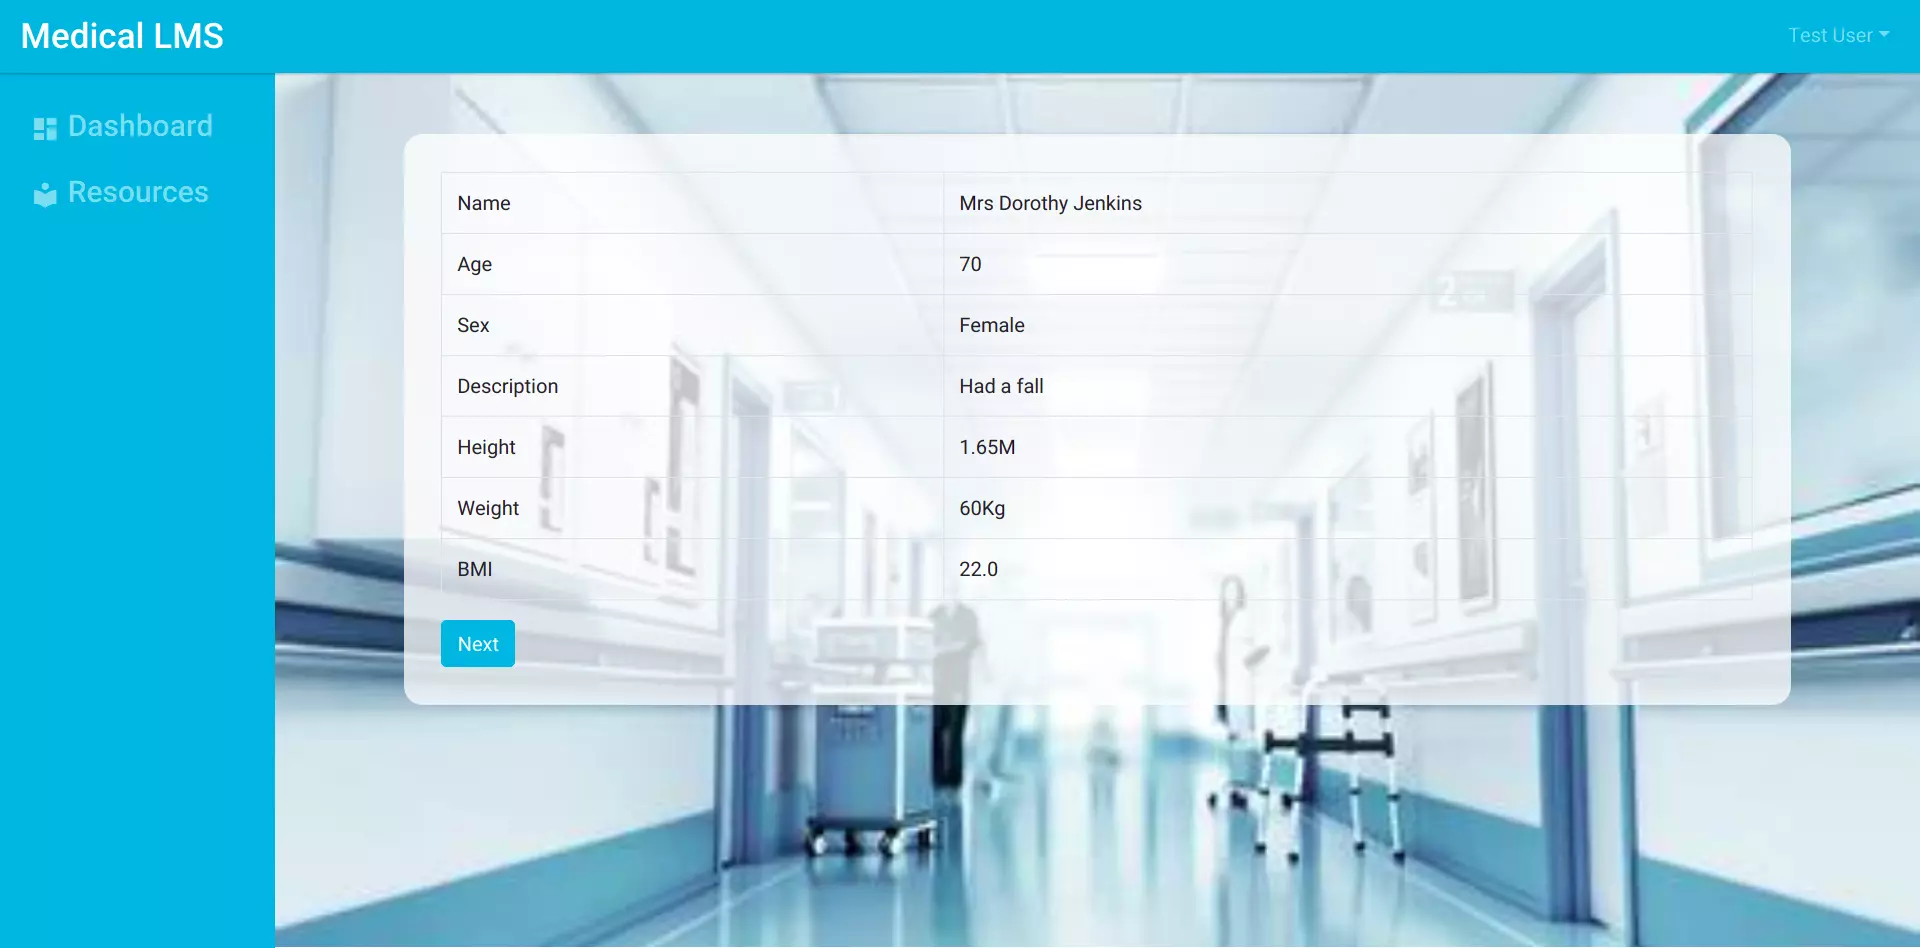 Medical LMS
Test User
Dashboard
Resources
Name Mrs Dorothy Jenkins
Age 70
Sex Female
Description Had a fall
Height 1.65M
Weight 60Kg
BMI 22.0
Next
2